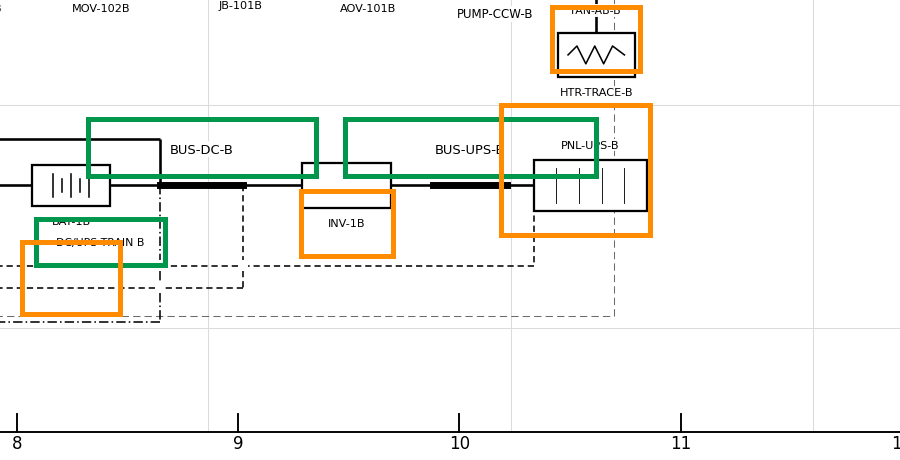 MOV-102B
JB-101B
AOV-101B
PUMP-CCW-B
FAN-AB-B
HTR-TRACE-B
BUS-DC-B
BUS-UPS-B
PNL-UPS-B
BAT-1B
INV-1B
DC/UPS TRAIN B
8 9 10 11